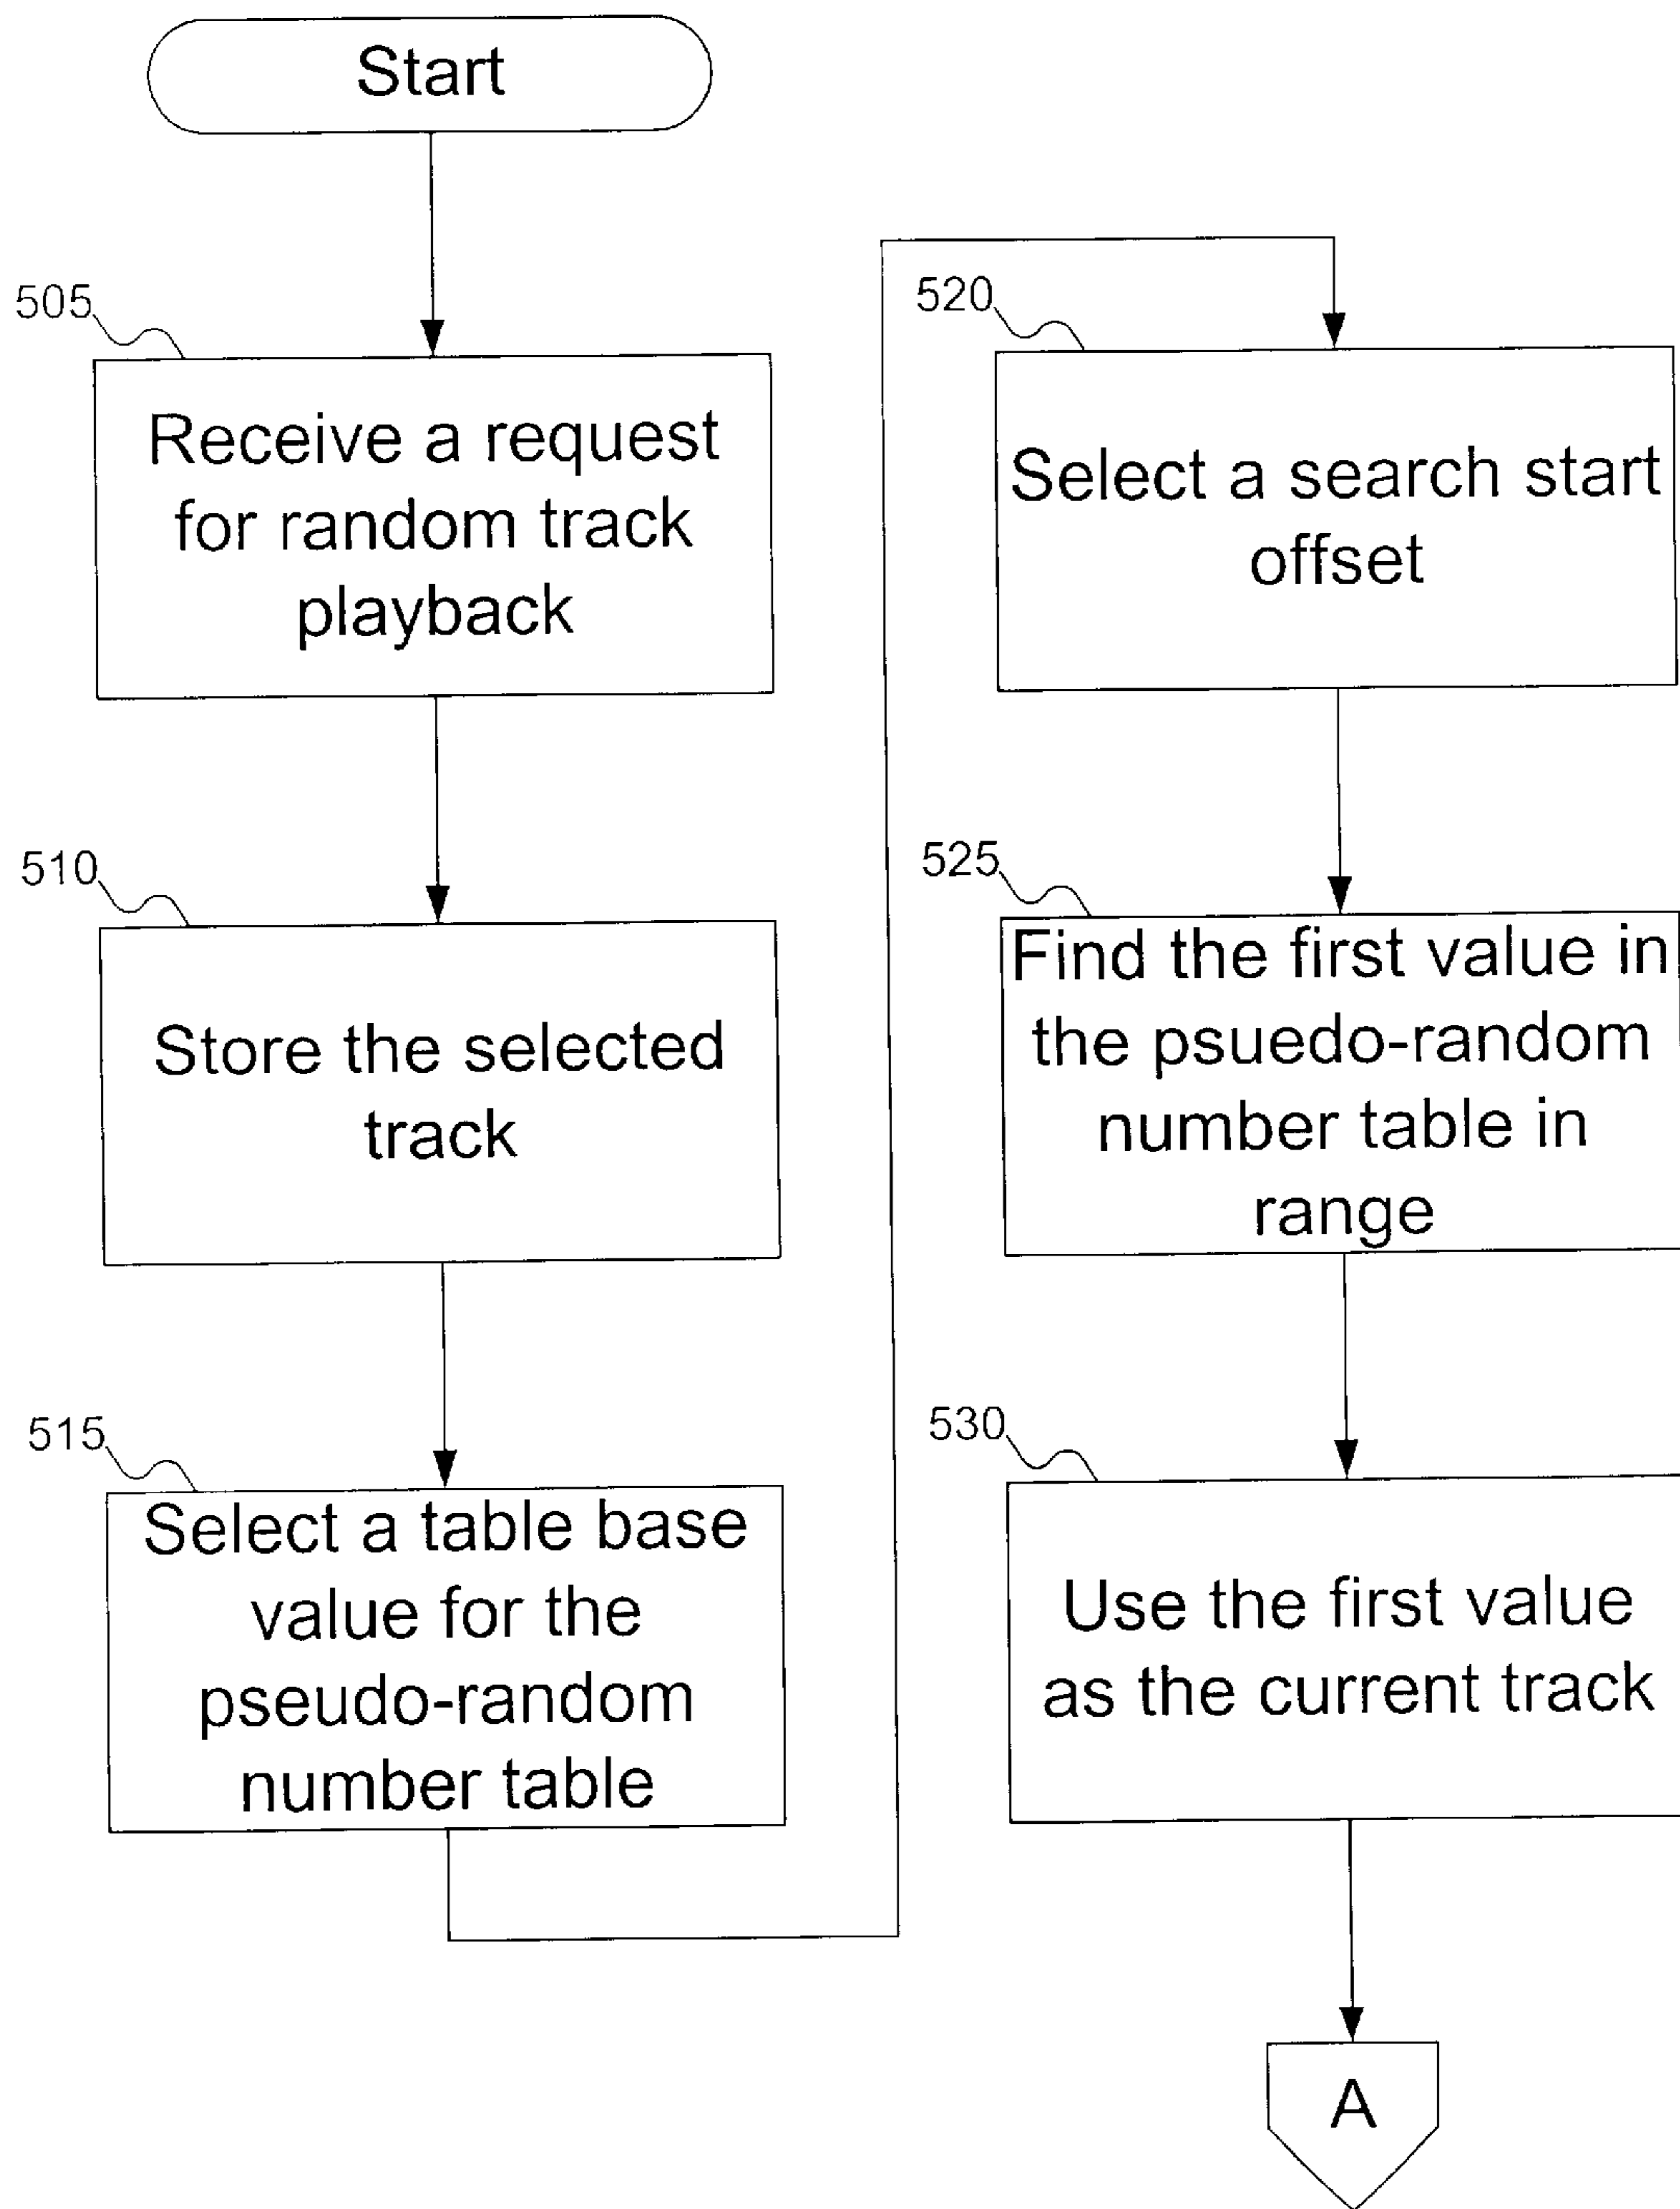 Start
505
Receive a request
for random track
playback
510
Store the selected
track
515
Select a table base
value for the
pseudo-random
number table
520
Select a search start
offset
525
Find the first value in
the psuedo-random
number table in
range
530
Use the first value
as the current track
A